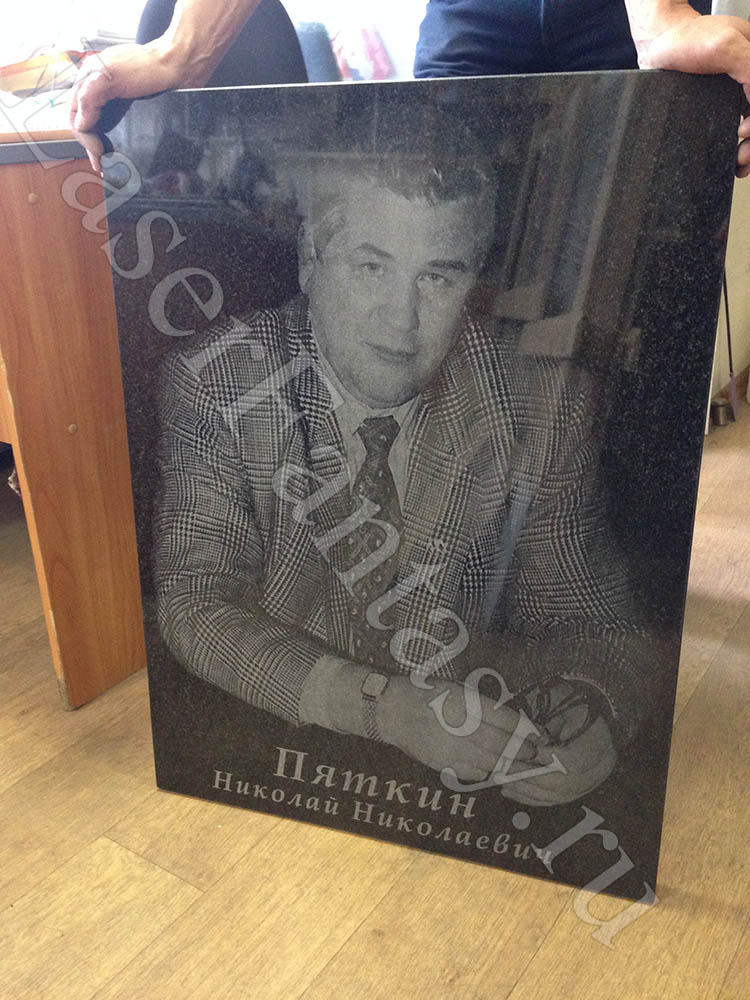 Пяткин
Николай Николаевич
LaserFantasy.ru